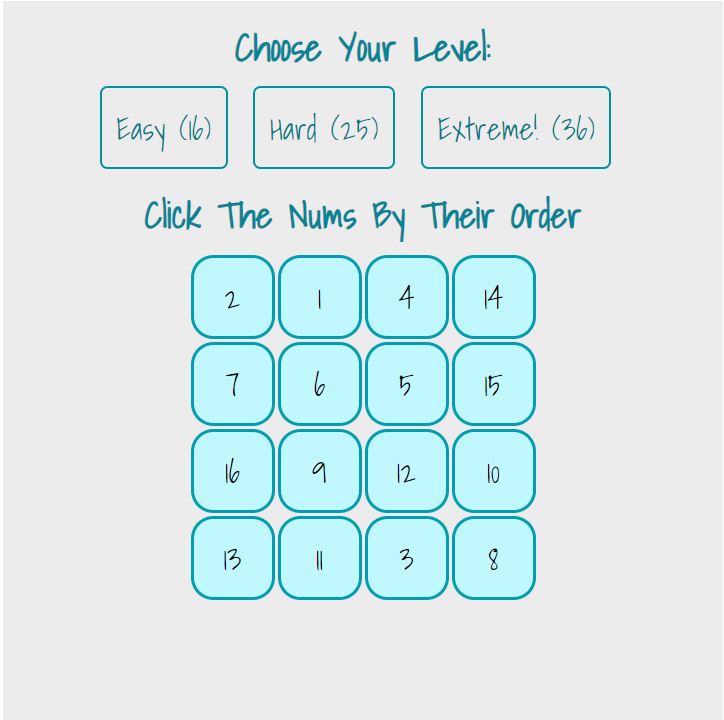 Choose Your Level:
Easy (16) Hard (25) Extreme! (36)
Click The Nums By Their Order
2 1 4 14
7 6 5 15
16 9 12 10
13 11 3 8